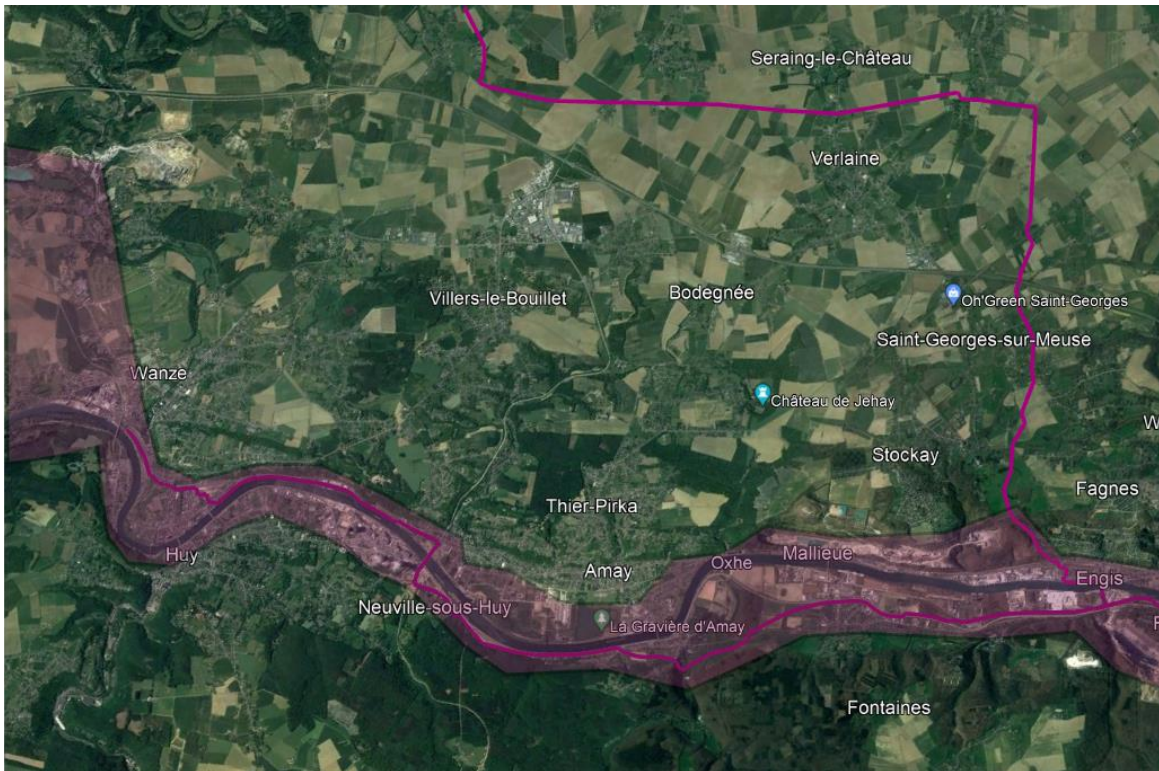 Seraing-le-Château
Verlaine
Villers-le-Bouillet
Bodegnée
Oh'Green Saint-Georges
Saint-Georges-sur-Meuse
Wanze
Château de Jehay
Stockay
Fagnes
Thier-Pirka
Huy
Amay
Oxhe
Mallieue
Engis
Neuville-sous-Huy
La Gravière d'Amay
Fontaines